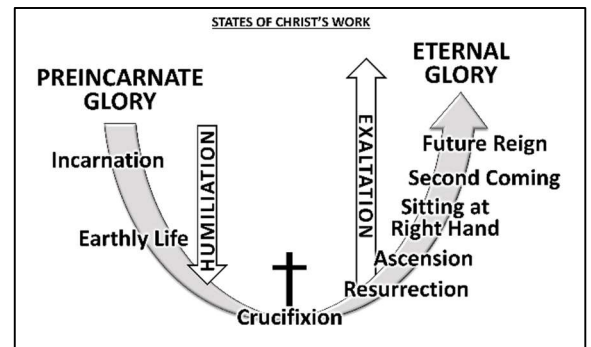 STATES OF CHRIST'S WORK
PREINCARNATE
GLORY
Incarnation
Earthly Life
HUMILIATION
Crucifixion
EXALTATION
Resurrection
Ascension
Sitting at
Right Hand
Second Coming
Future Reign
ETERNAL
GLORY